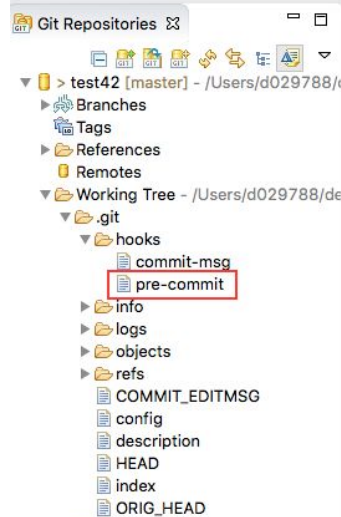 Git Repositories
> test42 [master] - /Users/d029788/
Branches
Tags
References
Remotes
Working Tree - /Users/d029788/de
.git
hooks
commit-msg
pre-commit
info
logs
objects
refs
COMMIT_EDITMSG
config
description
HEAD
index
ORIG_HEAD